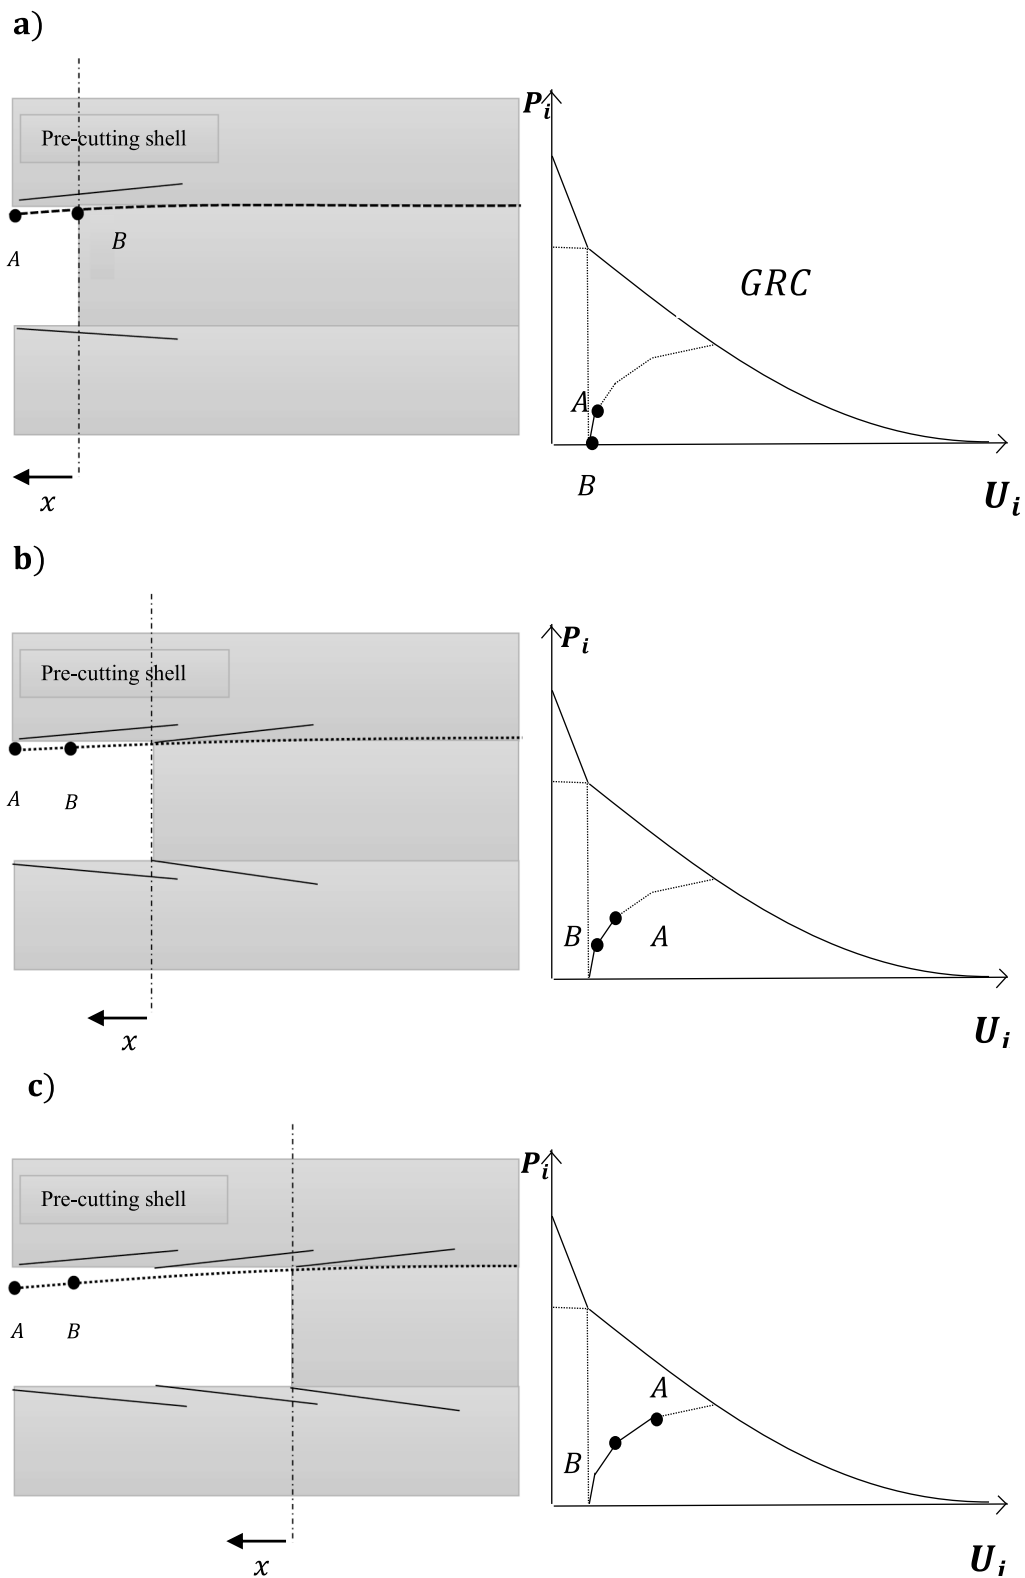 a)
Pre-cutting shell
A
B
x
P_i
GRC
A
B
U_i
b)
Pre-cutting shell
A
B
x
P_i
B
A
U_i
c)
Pre-cutting shell
A
B
x
P_i
A
B
U_i